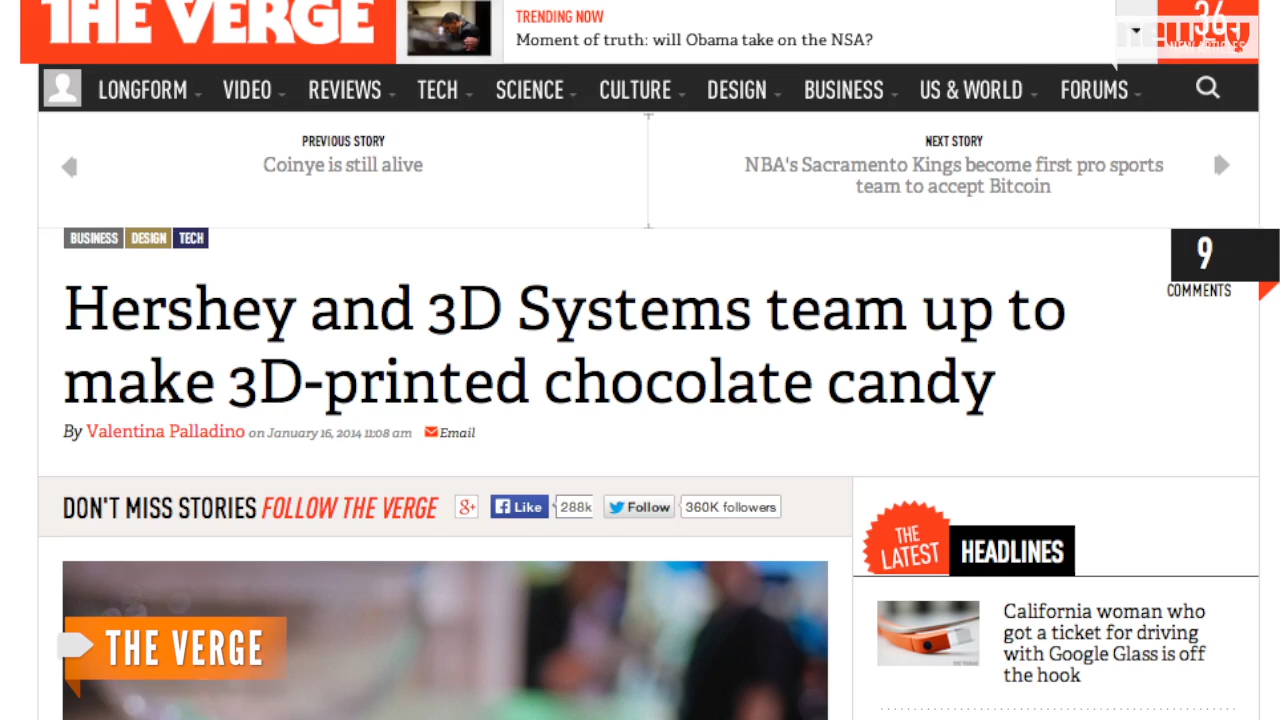 THE VERGE
TRENDING NOW
Moment of truth: will Obama take on the NSA?
36
NEW ARTICLES
LONGFORM VIDEO REVIEWS TECH SCIENCE CULTURE DESIGN BUSINESS US & WORLD FORUMS
PREVIOUS STORY
Coinye is still alive
NEXT STORY
NBA's Sacramento Kings become first pro sports
team to accept Bitcoin
BUSINESS DESIGN TECH
9
COMMENTS
Hershey and 3D Systems team up to
make 3D-printed chocolate candy
By Valentina Palladino on January 16, 2014 11:08 am Email
DON'T MISS STORIES FOLLOW THE VERGE
8+ Like 288k Follow 360K followers
THE
LATEST
HEADLINES
California woman who
got a ticket for driving
with Google Glass is off
the hook
THE VERGE